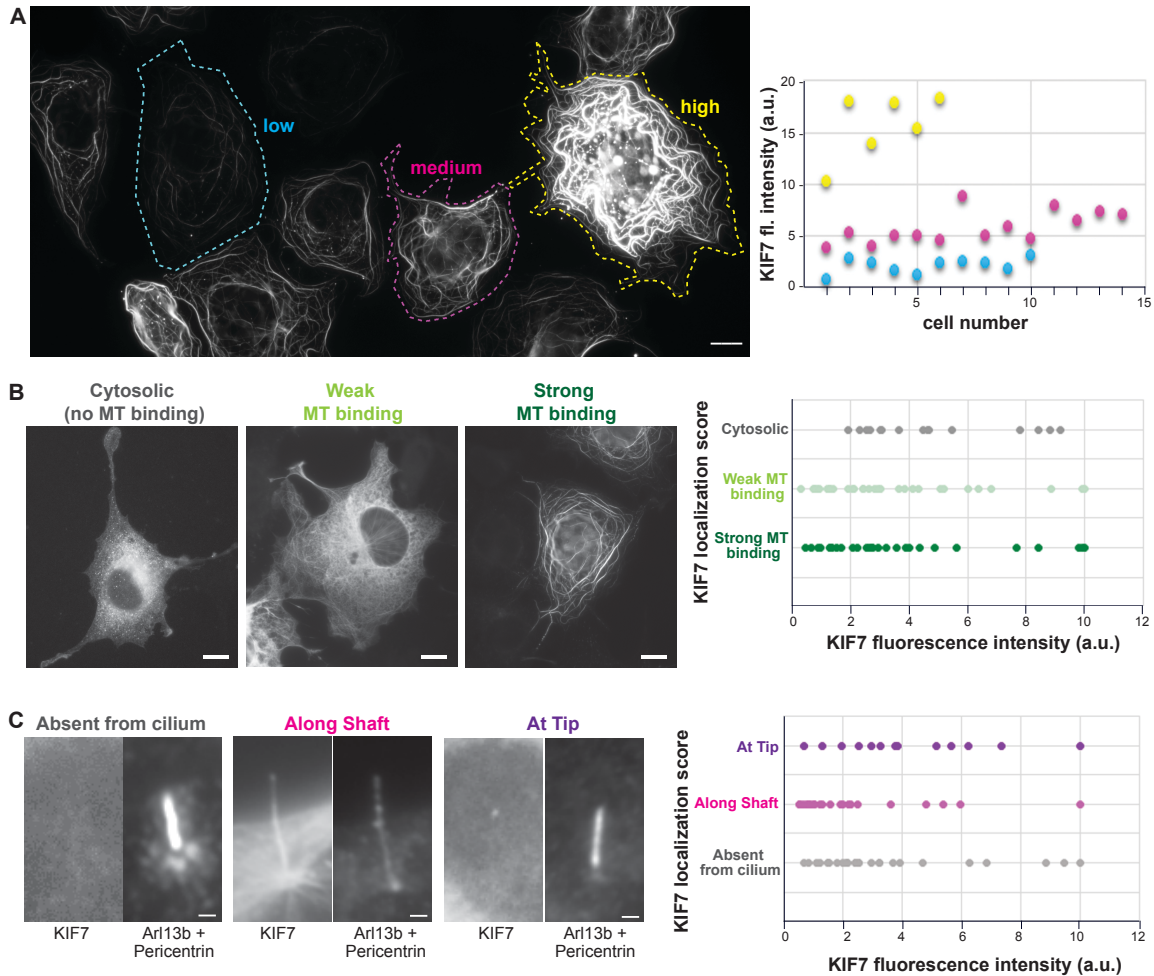 A
low
medium
high
KIF7 fl. intensity (a.u.)
20
15
10
5
0
5
10
15
cell number
B
Cytosolic
(no MT binding)
Weak
MT binding
Strong
MT binding
KIF7 localization score
Cytosolic
Weak MT
binding
Strong MT
binding
0
2
4
6
8
10
12
KIF7 fluorescence intensity (a.u.)
C
Absent from cilium
Along Shaft
At Tip
KIF7
Arl13b +
Pericentrin
KIF7
Arl13b +
Pericentrin
KIF7
Arl13b +
Pericentrin
KIF7 localization score
At Tip
Along Shaft
Absent
from cilium
0
2
4
6
8
10
12
KIF7 fluorescence intensity (a.u.)